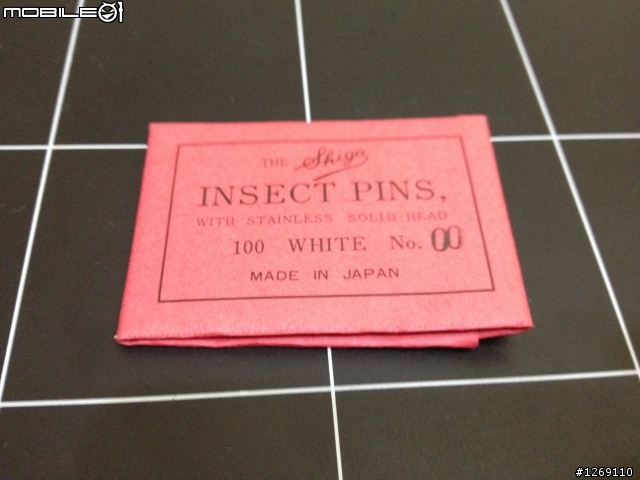 MOBILE01
THE Shiga
INSECT PINS,
WITH STAINLESS SOLID HEAD
100 WHITE No. 00
MADE IN JAPAN
#1269110